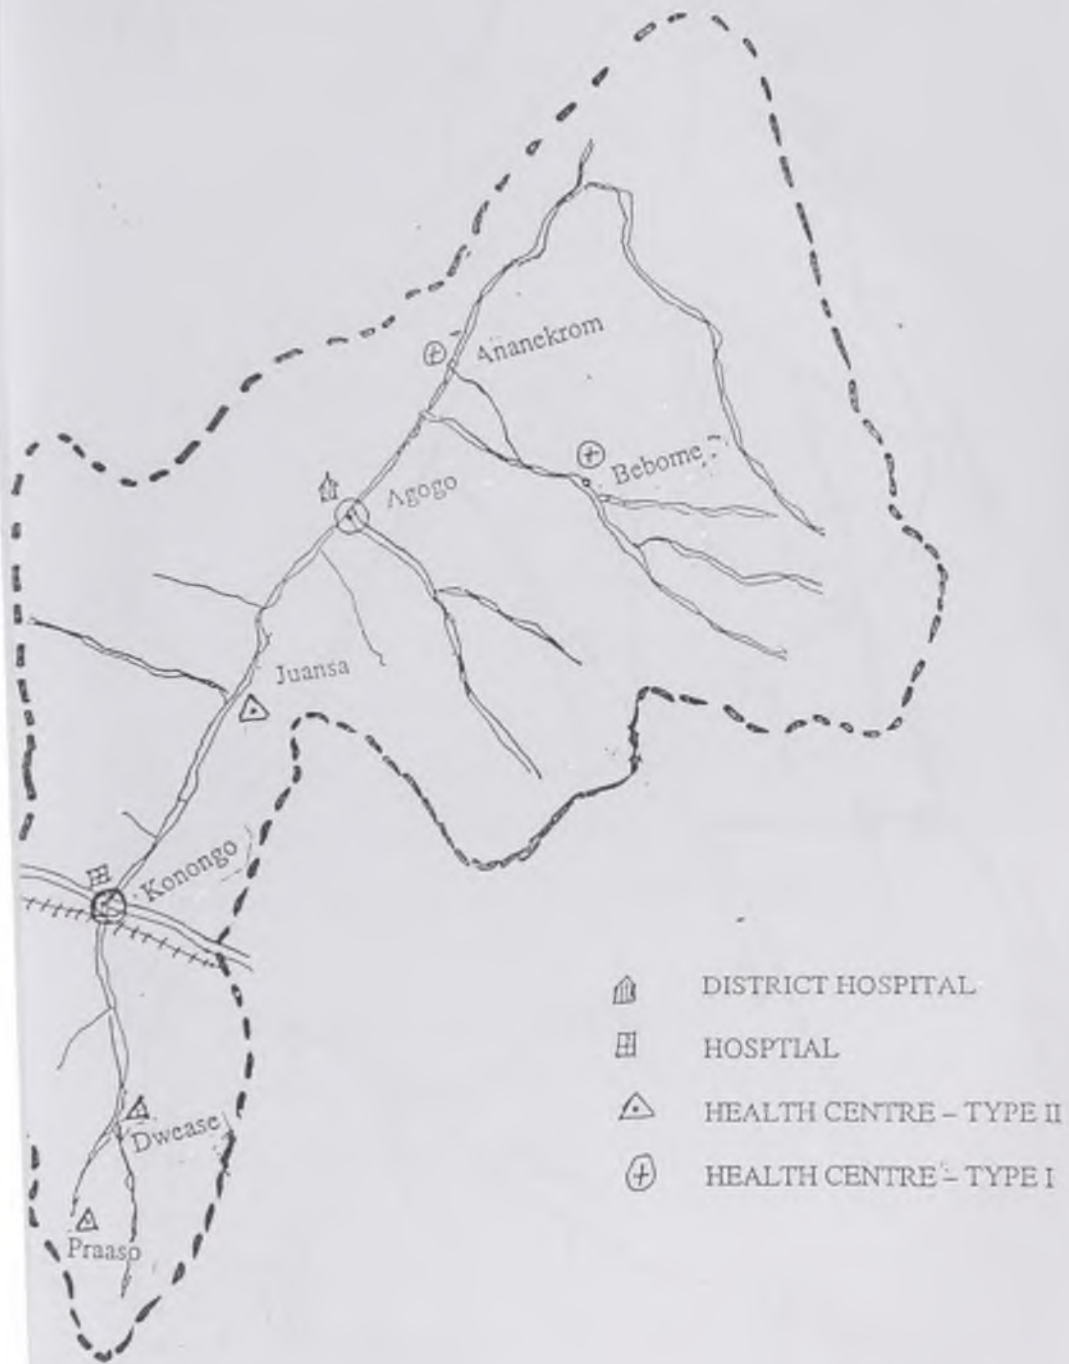 Ananekrom
Bebome
Agogo
Juansa
Konongo
Dwease
Praaso
DISTRICT HOSPITAL
HOSPTIAL
HEALTH CENTRE – TYPE II
HEALTH CENTRE – TYPE I